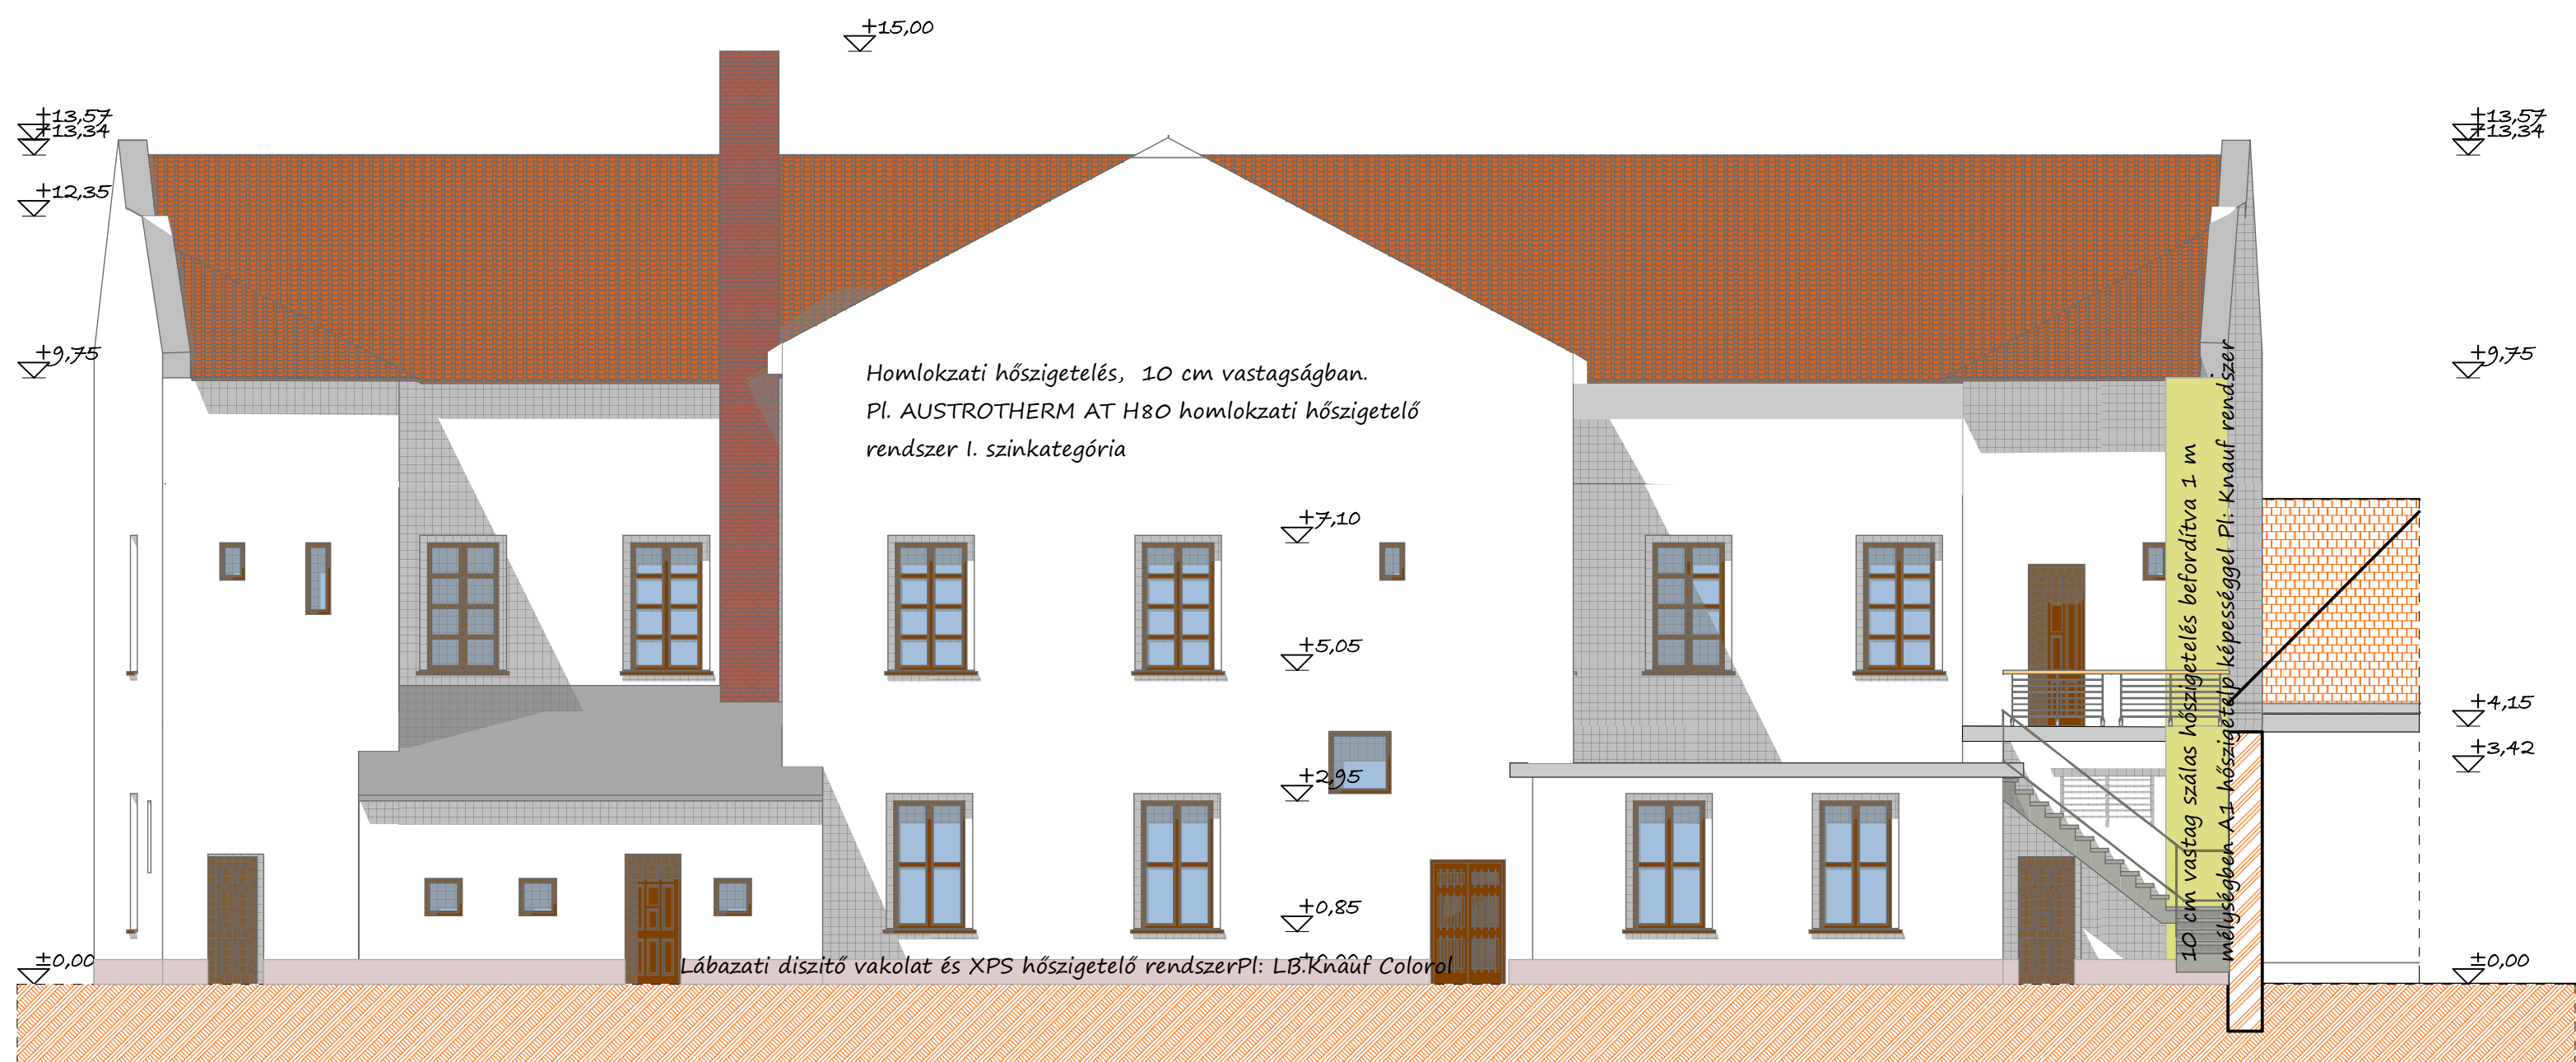 +15,00
+13,57
+13,34
+12,35
+9,75
±0,00
Homlokzati hőszigetelés, 10 cm vastagságban.
Pl. AUSTROTHERM AT H80 homlokzati hőszigetelő
rendszer I. szinkategória
+7,10
+5,05
+2,95
+0,85
Lábazati diszitő vakolat és XPS hőszigetelő rendszerPl: LB.Knauf Colorol
10 cm vastag szálas hőszigetelés befordítva 1 m
mélységben A1 hőszigetelp képességgel Pl: Knauf rendszer
+13,57
+13,34
+9,75
+4,15
+3,42
±0,00